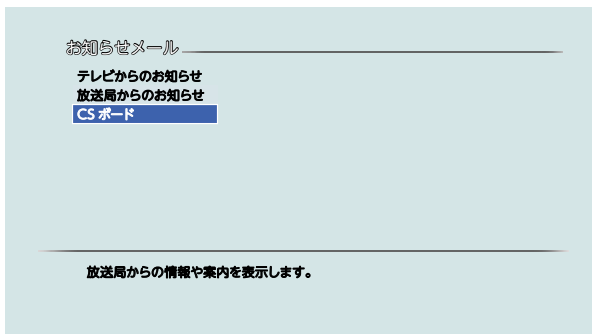 お知らせメール
テレビからのお知らせ
放送局からのお知らせ
CS ボード
放送局からの情報や案内を表示します。